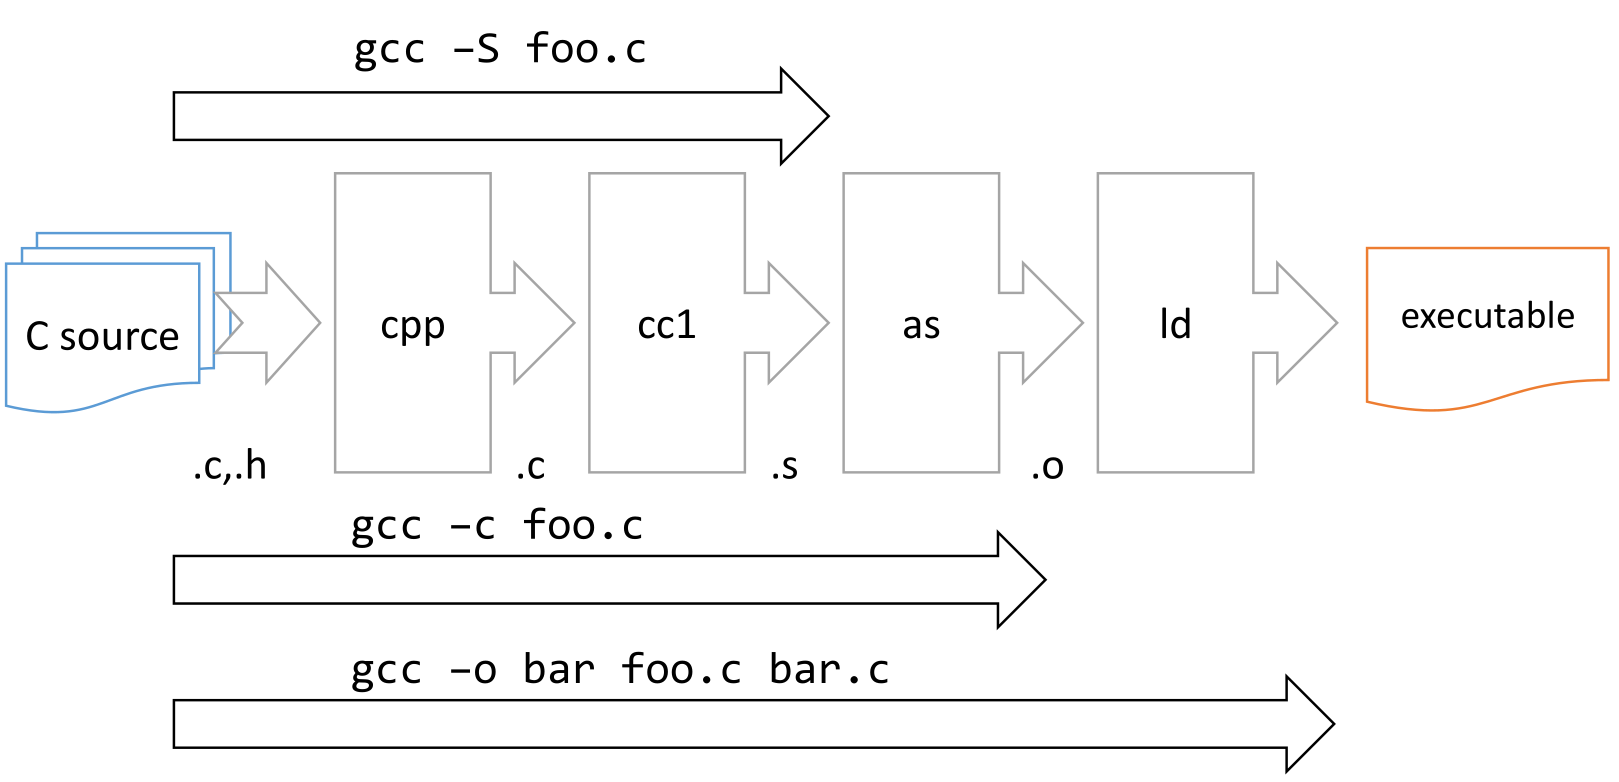 gcc –S foo.c
C source
cpp
cc1
as
ld
executable
.c,.h
.c
.s
.o
gcc –c foo.c
gcc –o bar foo.c bar.c